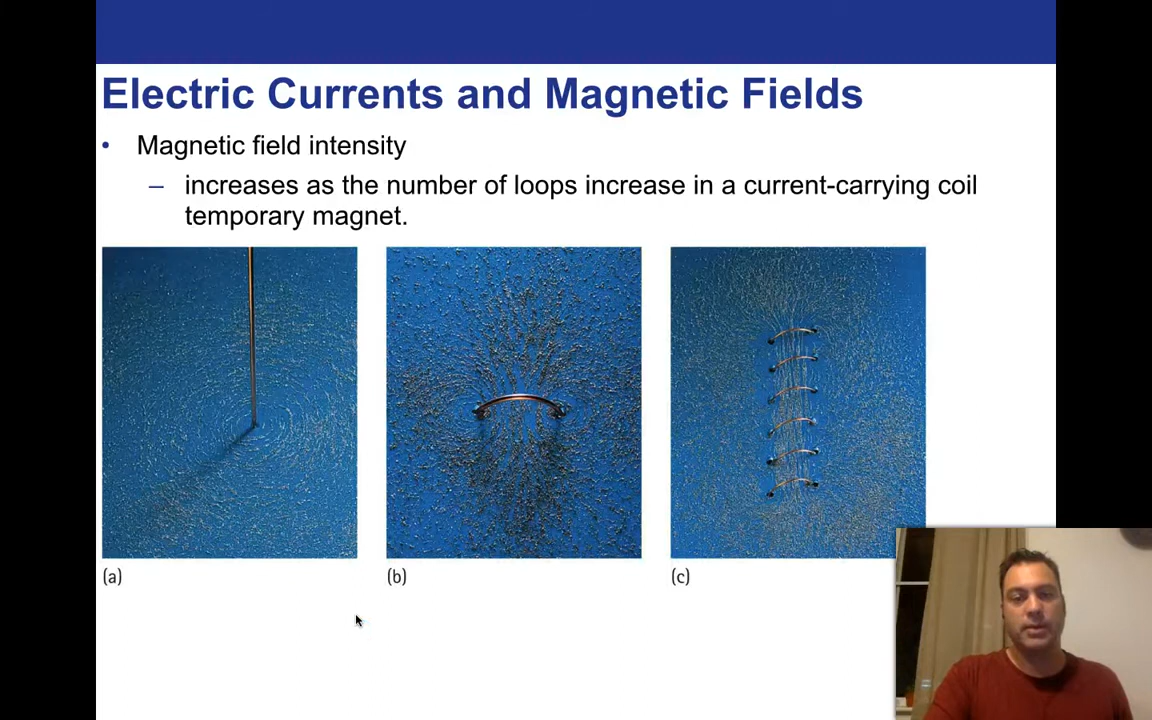 Electric Currents and Magnetic Fields
• Magnetic field intensity
– increases as the number of loops increase in a current-carrying coil
temporary magnet.
(a) (b) (c)